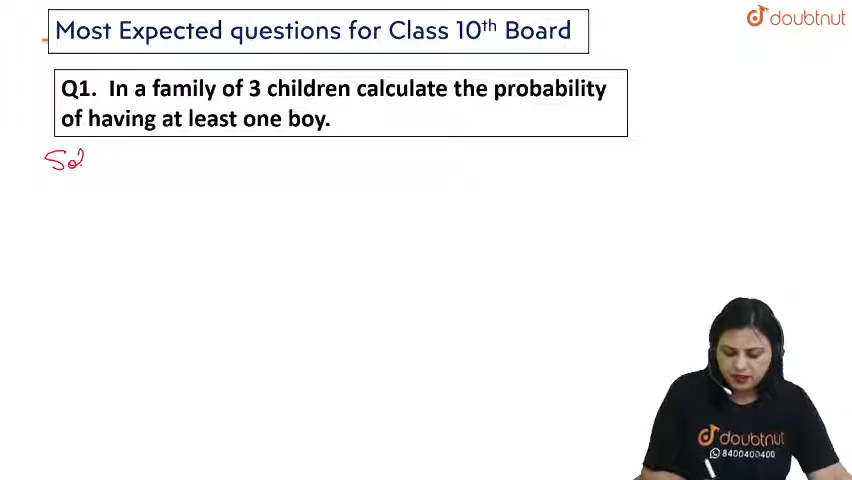 doubtnut
Most Expected questions for Class 10th Board
Q1. In a family of 3 children calculate the probability
of having at least one boy.
Sol
doubtnut
8400400400